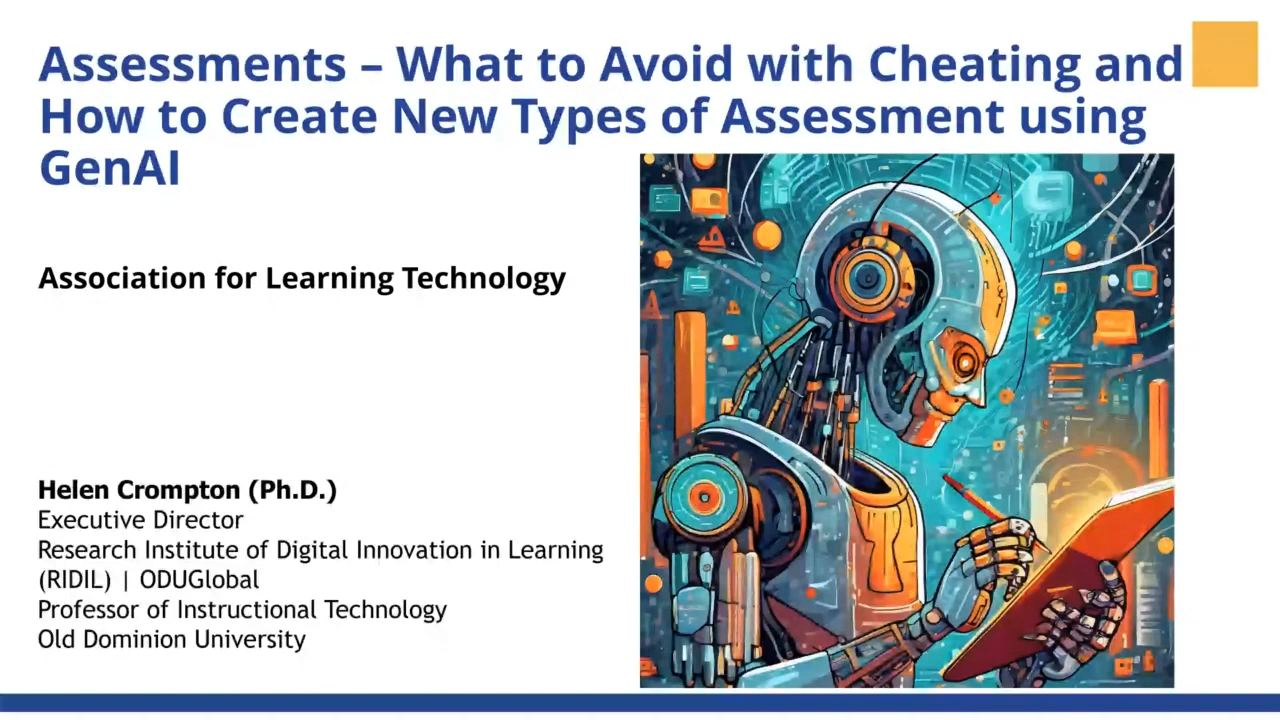 Assessments – What to Avoid with Cheating and
How to Create New Types of Assessment using
GenAI
Association for Learning Technology
Helen Crompton (Ph.D.)
Executive Director
Research Institute of Digital Innovation in Learning
(RIDIL) | ODUGlobal
Professor of Instructional Technology
Old Dominion University